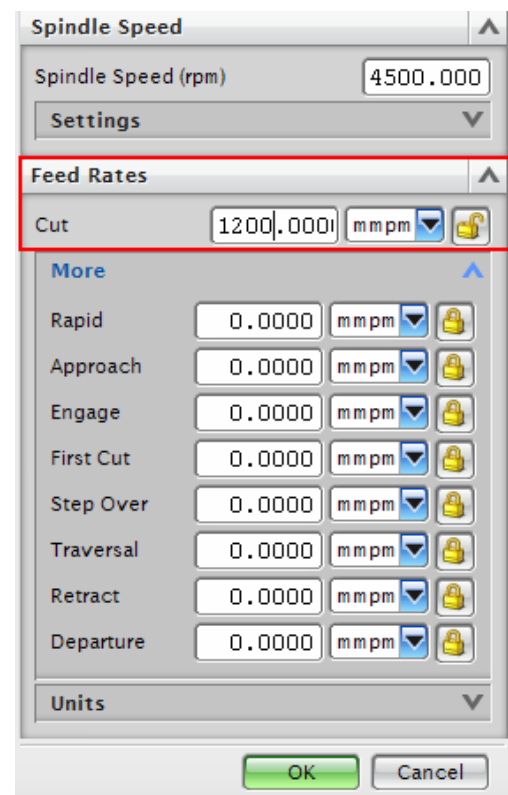 Spindle Speed
Spindle Speed (rpm) 4500.000
Settings
Feed Rates
Cut 1200.000 mmpm
More
Rapid 0.0000 mmpm
Approach 0.0000 mmpm
Engage 0.0000 mmpm
First Cut 0.0000 mmpm
Step Over 0.0000 mmpm
Traversal 0.0000 mmpm
Retract 0.0000 mmpm
Departure 0.0000 mmpm
Units
OK Cancel